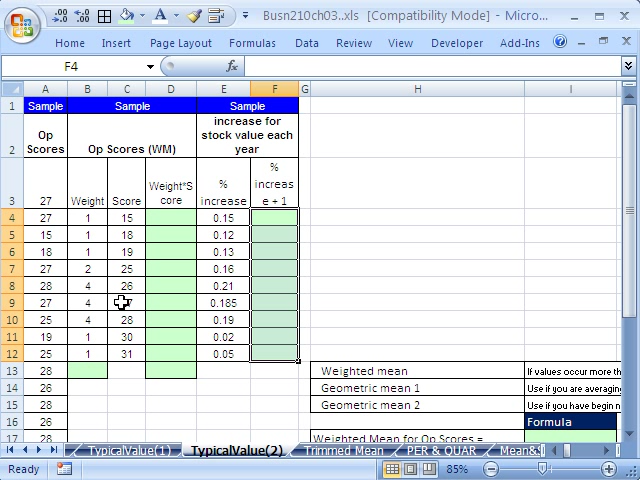 Busn210ch03..xls [Compatibility Mode] - Micro...
Home Insert Page Layout Formulas Data Review View Developer Add-Ins
F4 fx
A B C D E F G H I
1 Sample Sample Sample
2 Op Scores Op Scores (WM) increase for stock value each year
3 27 Weight Score Weight*Score % increase % increase + 1
4 27 1 15 0.15
5 15 1 18 0.12
6 18 1 19 0.13
7 27 2 25 0.16
8 28 4 26 0.21
9 27 4 0.185
10 25 4 28 0.19
11 19 1 30 0.02
12 25 1 31 0.05
13 28 Weighted mean If values occur more th
14 26 Geometric mean 1 Use if you are averaging
15 28 Geometric mean 2 Use if you have begin n
16 26 Formula
17 28 Weighted Mean for Op Scores =
TypicalValue(1) TypicalValue(2) Trimmed Mean PER & QUAR Mean&S
Ready 85%